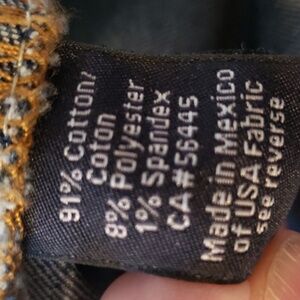 91% Cotton/
Coton
8% Polyester
1% Spandex
CA# 56445
Made in Mexico
of USA Fabric
see reverse